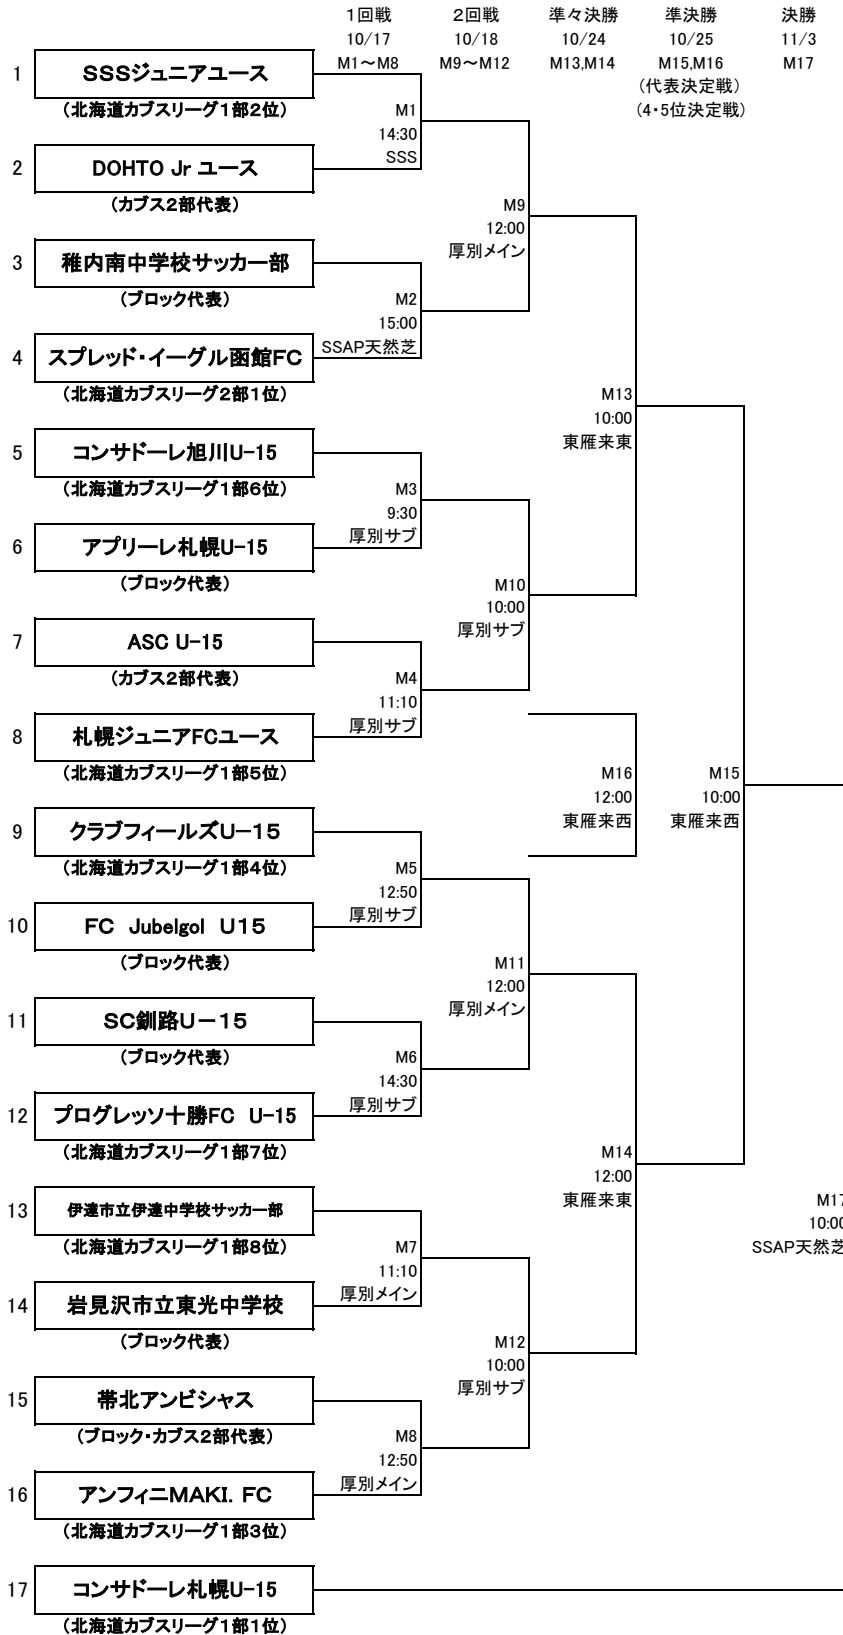 1回戦 2回戦 準々決勝 準決勝 決勝
10/17 10/18 10/24 10/25 11/3
M1～M8 M9～M12 M13,M14 M15,M16 M17
(代表決定戦)
(4・5位決定戦)
1 SSSジュニアユース
(北海道カブスリーグ1部2位)
M1
14:30
SSS
2 DOHTO Jr ユース
(カブス2部代表)
M9
12:00
厚別メイン
3 稚内南中学校サッカー部
(ブロック代表)
M2
15:00
SSAP天然芝
4 スプレッド・イーグル函館FC
(北海道カブスリーグ2部1位)
M13
10:00
東雁来東
5 コンサドーレ旭川U-15
(北海道カブスリーグ1部6位)
M3
9:30
厚別サブ
6 アプリーレ札幌U-15
(ブロック代表)
M10
10:00
厚別サブ
7 ASC U-15
(カブス2部代表)
M4
11:10
厚別サブ
8 札幌ジュニアFCユース
(北海道カブスリーグ1部5位)
M16 M15
12:00 10:00
東雁来西 東雁来西
9 クラブフィールズU－15
(北海道カブスリーグ1部4位)
M5
12:50
厚別サブ
10 FC Jubelgol U15
(ブロック代表)
M11
12:00
厚別メイン
11 SC釧路U－15
(ブロック代表)
M6
14:30
厚別サブ
12 プログレッソ十勝FC U-15
(北海道カブスリーグ1部7位)
M14
12:00
東雁来東
13 伊達市立伊達中学校サッカー部
(北海道カブスリーグ1部8位)
M17
10:00
SSAP天然芝
M7
11:10
厚別メイン
14 岩見沢市立東光中学校
(ブロック代表)
M12
10:00
厚別サブ
15 帯北アンビシャス
(ブロック・カブス2部代表)
M8
12:50
厚別メイン
16 アンフィニMAKI. FC
(北海道カブスリーグ1部3位)
17 コンサドーレ札幌U-15
(北海道カブスリーグ1部1位)